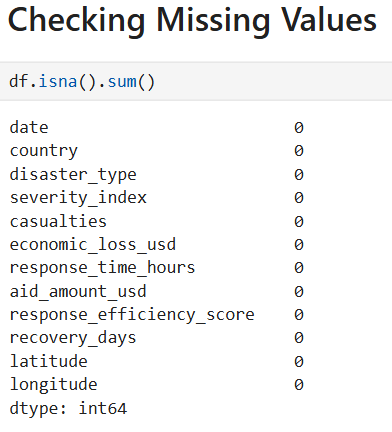 Checking Missing Values
df.isna().sum()
date 0
country 0
disaster_type 0
severity_index 0
casualties 0
economic_loss_usd 0
response_time_hours 0
aid_amount_usd 0
response_efficiency_score 0
recovery_days 0
latitude 0
longitude 0
dtype: int64